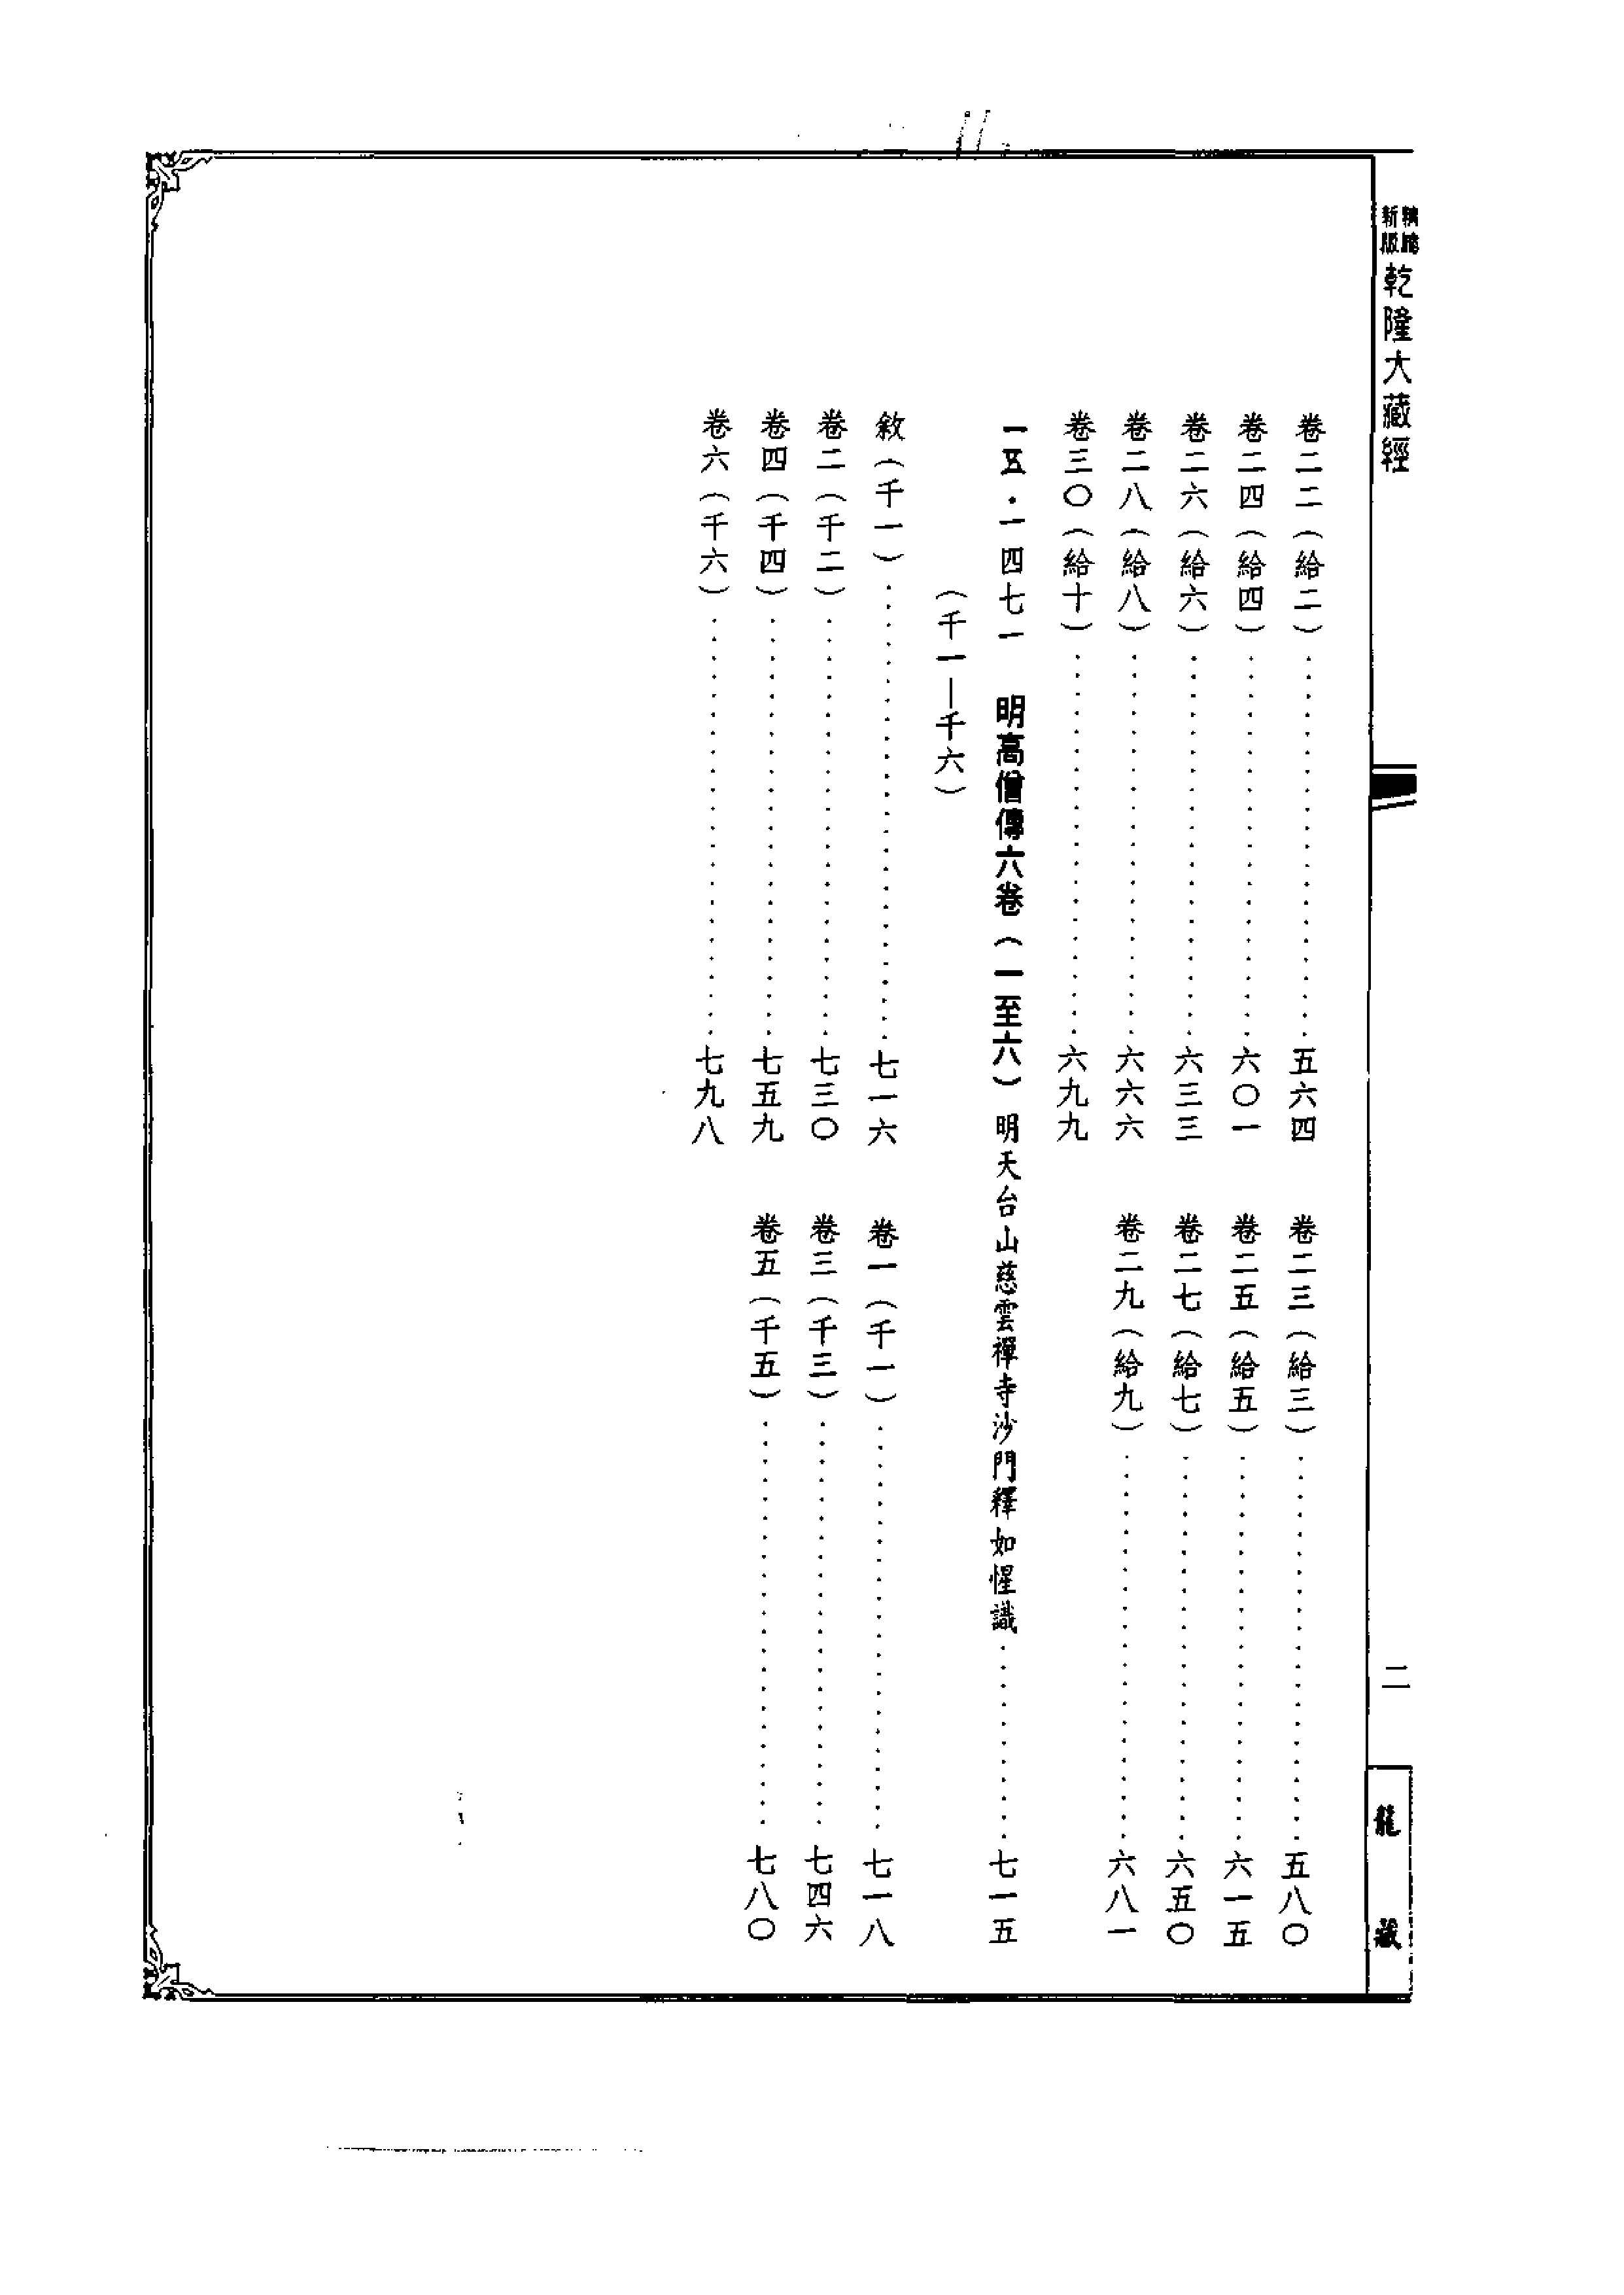 新版
乾隆大藏經
二
龍藏
卷二二（給二）…………五六四　卷二三（給三）…………五八〇
卷二四（給四）…………六〇一　卷二五（給五）…………六一五
卷二六（給六）…………六三三　卷二七（給七）…………六五〇
卷二八（給八）…………六六六　卷二九（給九）…………六八一
卷三〇（給十）…………六九九
一五・一四七一　明高僧傳六卷（一至六）明天台山慈雲禪寺沙門釋如惺識…………七一五
（千一—千六）
敘（千一）…………七一六　卷一（千一）…………七一八
卷二（千二）…………七三〇　卷三（千三）…………七四六
卷四（千四）…………七五九　卷五（千五）…………七八〇
卷六（千六）…………七九八